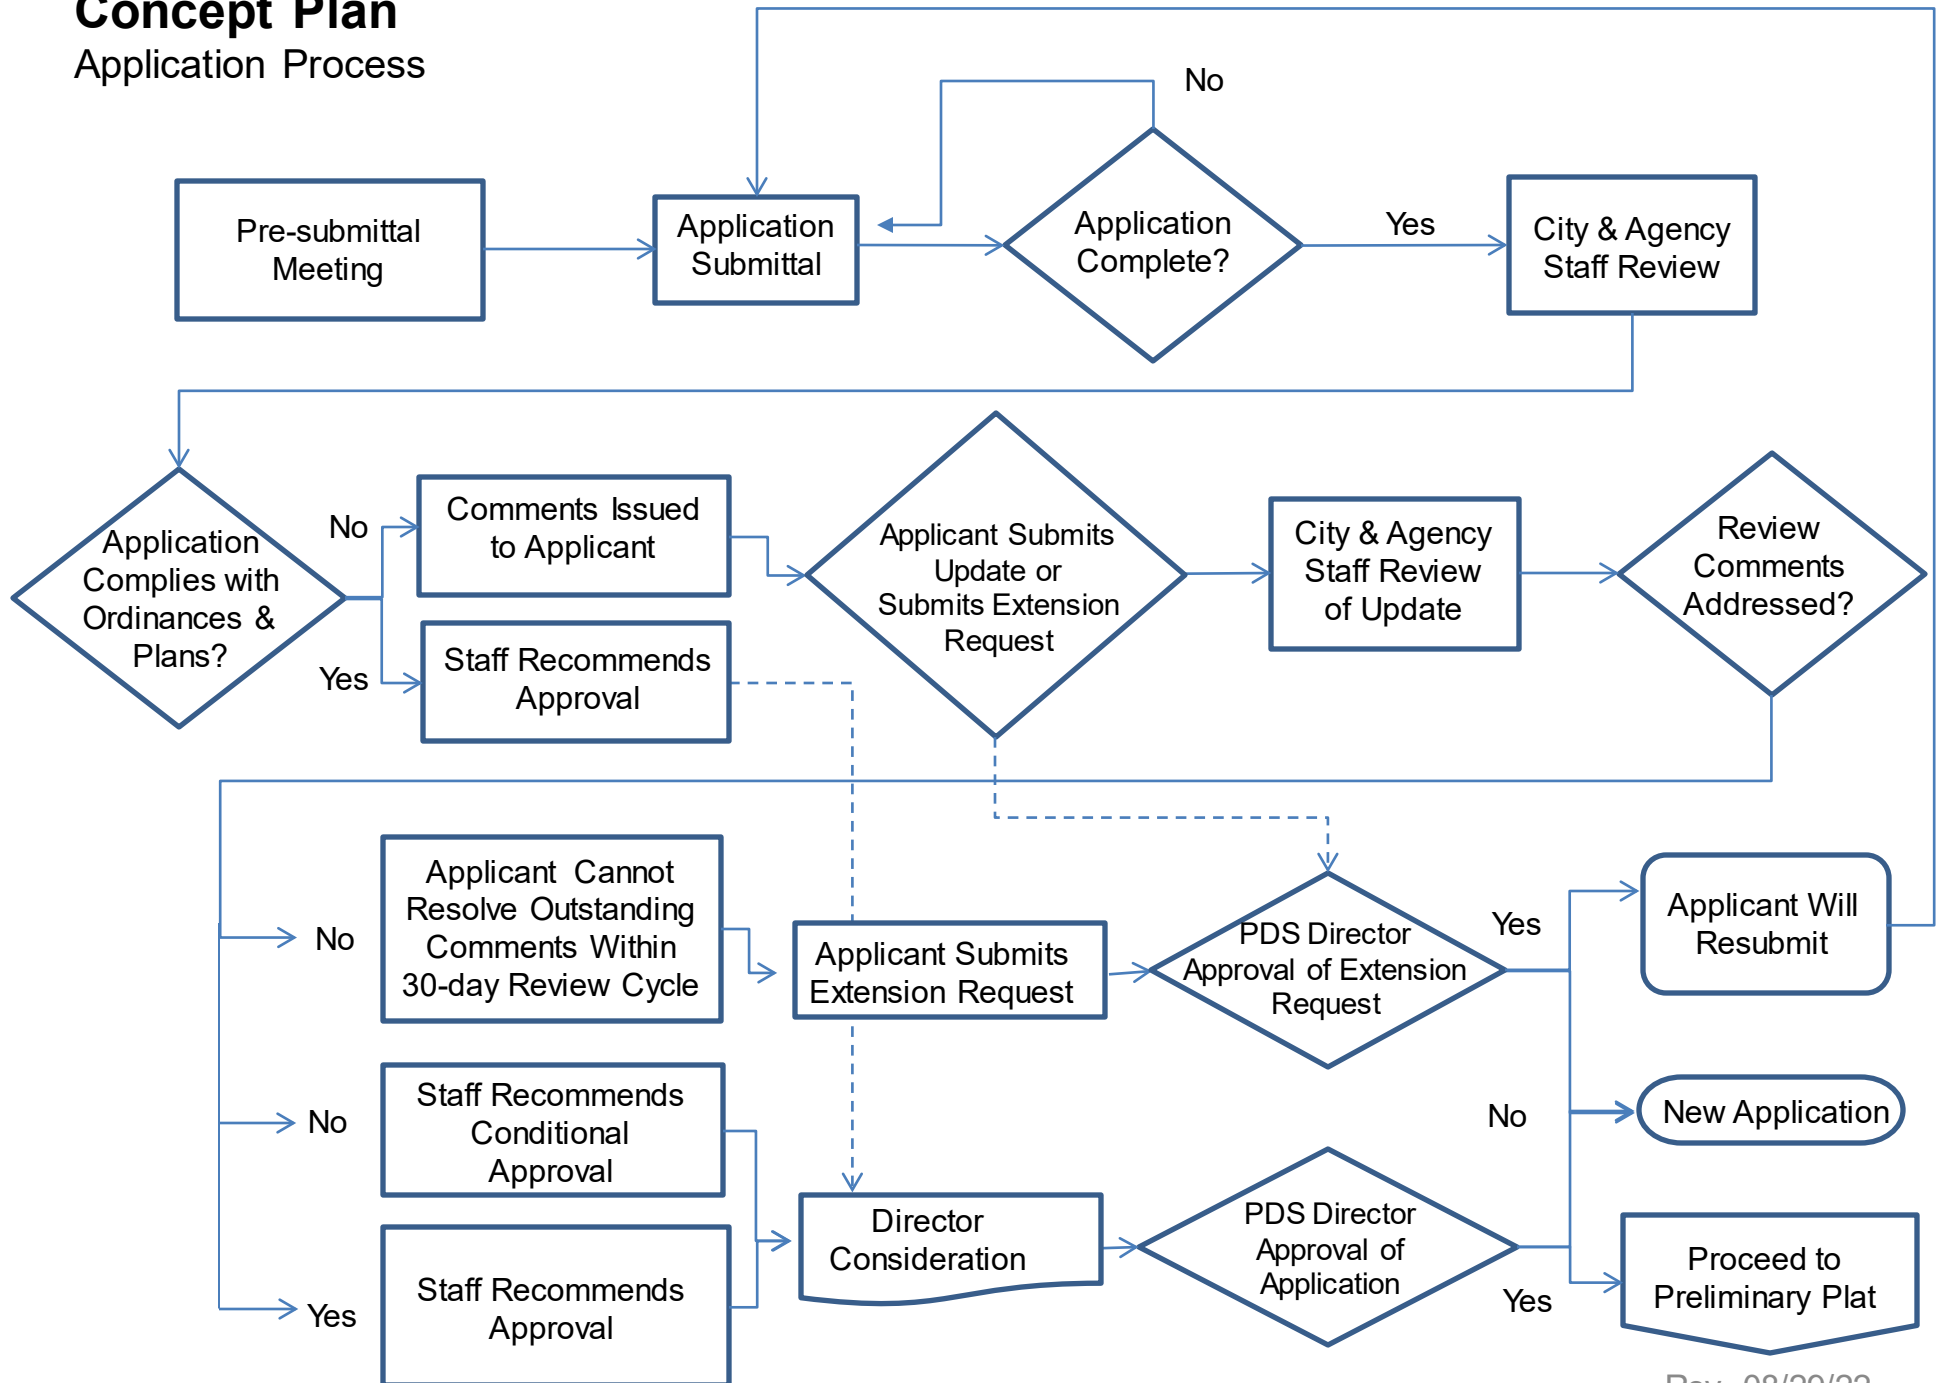 Concept Plan
Application Process
No
Pre-submittal
Meeting
Application
Submittal
Application
Complete?
Yes
City & Agency
Staff Review
Application
Complies with
Ordinances &
Plans?
No
Yes
Comments Issued
to Applicant
Staff Recommends
Approval
Applicant Submits
Update or
Submits Extension
Request
City & Agency
Staff Review
of Update
Review
Comments
Addressed?
No
Applicant Cannot
Resolve Outstanding
Comments Within
30-day Review Cycle
Applicant Submits
Extension Request
PDS Director
Approval of Extension
Request
Yes
Applicant Will
Resubmit
No
Staff Recommends
Conditional
Approval
No
New Application
Yes
Staff Recommends
Approval
Director
Consideration
PDS Director
Approval of
Application
Yes
Proceed to
Preliminary Plat
Rev. 08/29/22